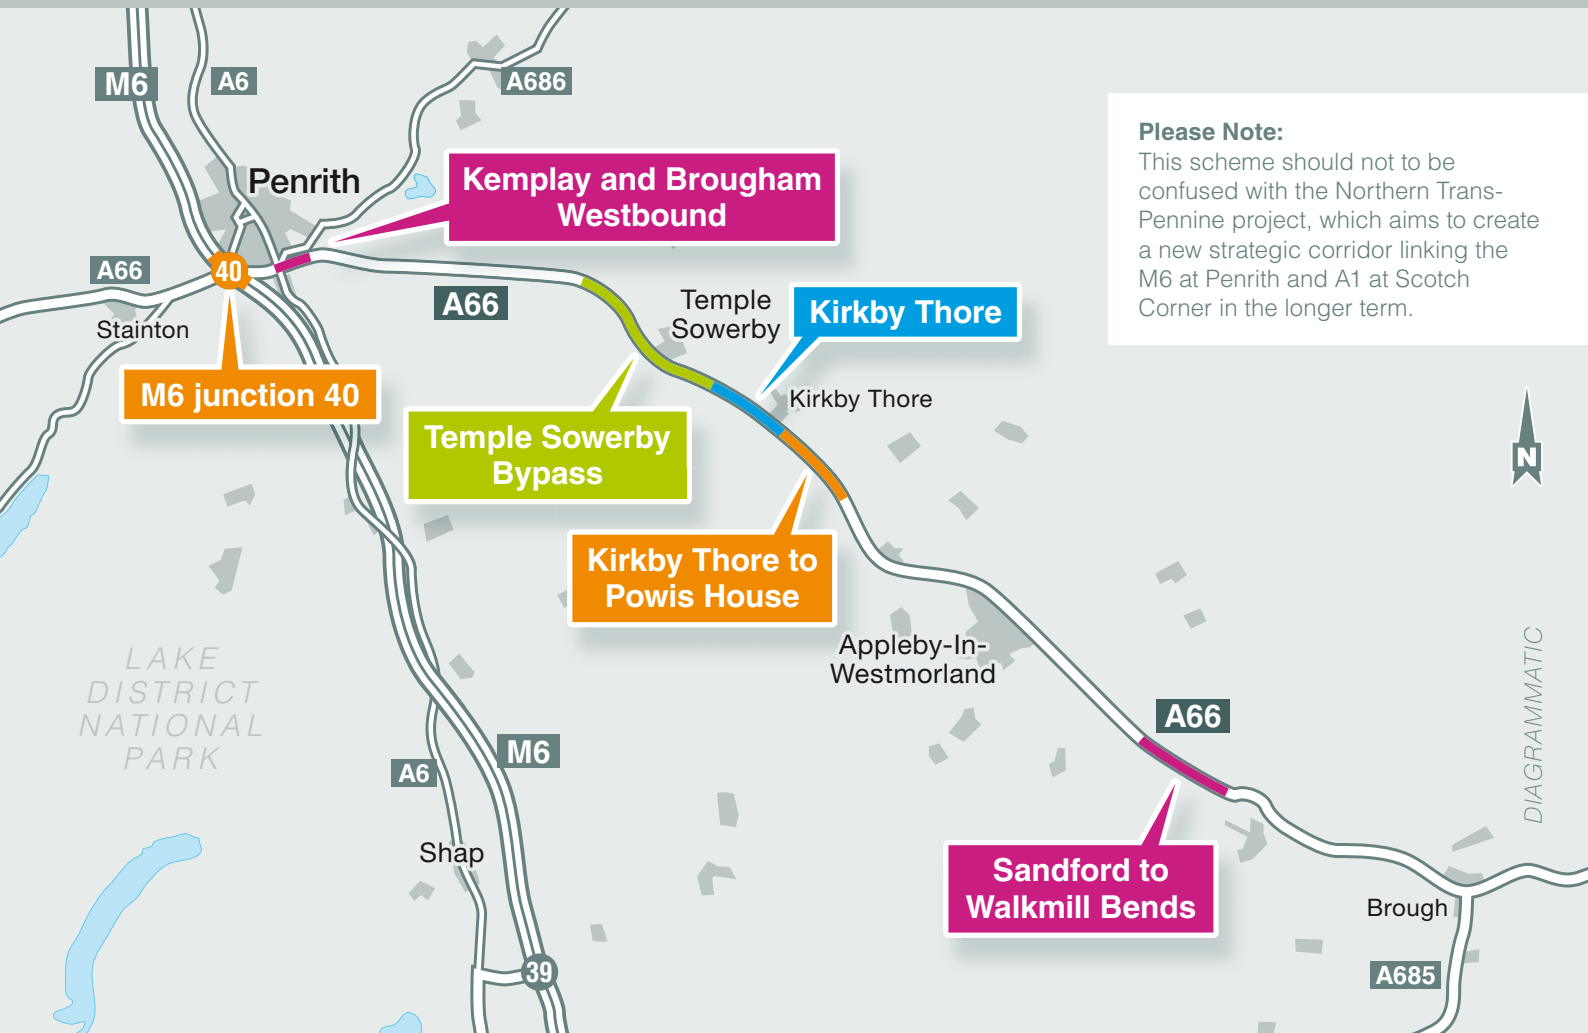 M6
A6
A686
Please Note:
This scheme should not to be
confused with the Northern Trans-
Pennine project, which aims to create
a new strategic corridor linking the
M6 at Penrith and A1 at Scotch
Corner in the longer term.
Penrith
Kemplay and Brougham
Westbound
A66
40
A66
Temple
Sowerby
Kirkby Thore
Stainton
M6 junction 40
Kirkby Thore
Temple Sowerby
Bypass
N
Kirkby Thore to
Powis House
Appleby-In-
Westmorland
LAKE
DISTRICT
NATIONAL
PARK
DIAGRAMMATIC
A66
M6
A6
Shap
Sandford to
Walkmill Bends
Brough
39
A685